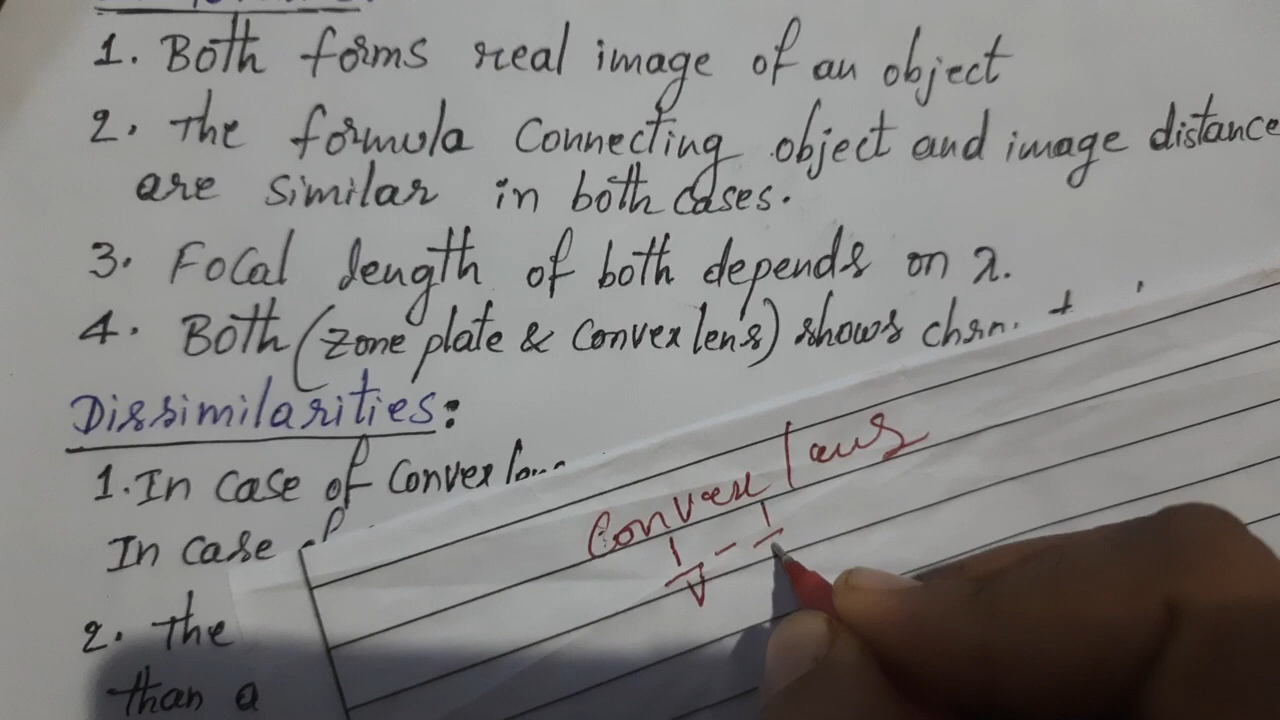 1. Both forms real image of an object
2. The formula Connecting object and image distance
are similar in both cases.
3. Focal length of both depends on λ.
4. Both (Zone plate & Convex lens) shows
Dissimilarities:
1. In case of Convex
In case
2. The
than a
Convex lens
1/v - 1